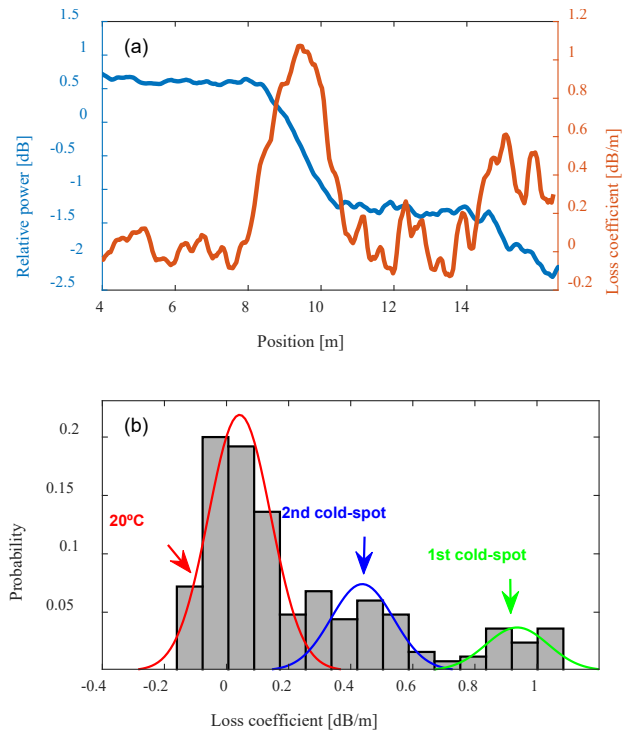 (a)
1.5
1
0.5
0
-0.5
-1
-1.5
-2
-2.5
Relative power [dB]
1.2
1
0.8
0.6
0.4
0.2
0
-0.2
Loss coefficient [dB/m]
4 6 8 10 12 14
Position [m]
(b)
0.2
0.15
0.1
0.05
Probability
20ºC
2nd cold-spot
1st cold-spot
-0.4 -0.2 0 0.2 0.4 0.6 0.8 1
Loss coefficient [dB/m]